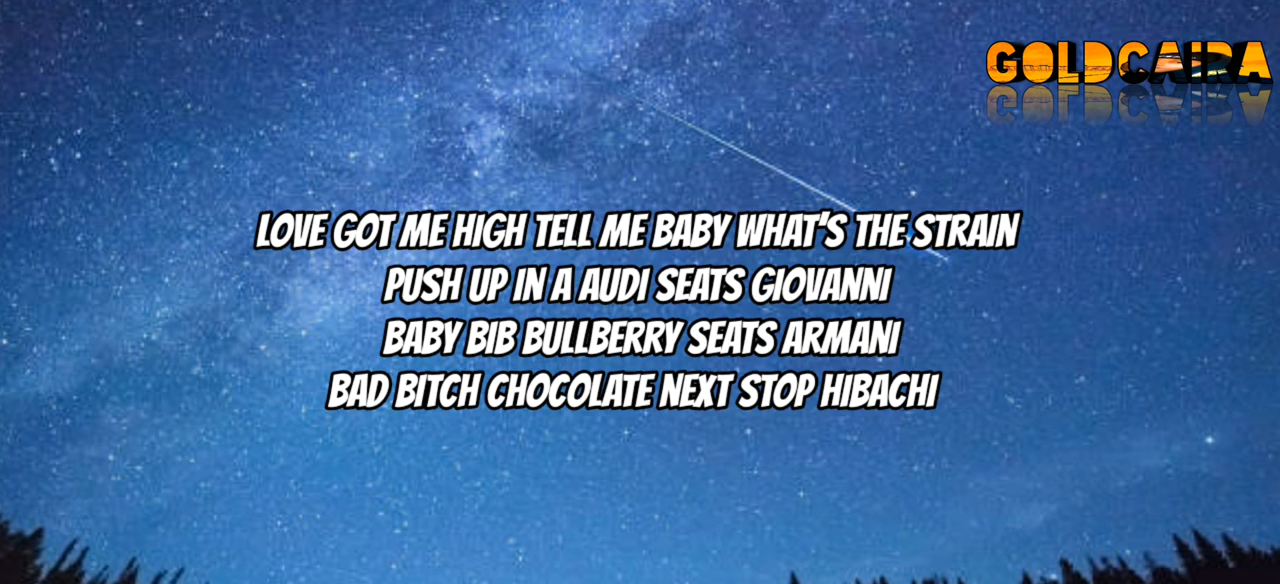 GOLDCAIRA
LOVE GOT ME HIGH TELL ME BABY WHAT'S THE STRAIN
PUSH UP IN A AUDI SEATS GIOVANNI
BABY BIB BULLBERRY SEATS ARMANI
BAD BITCH CHOCOLATE NEXT STOP HIBACHI